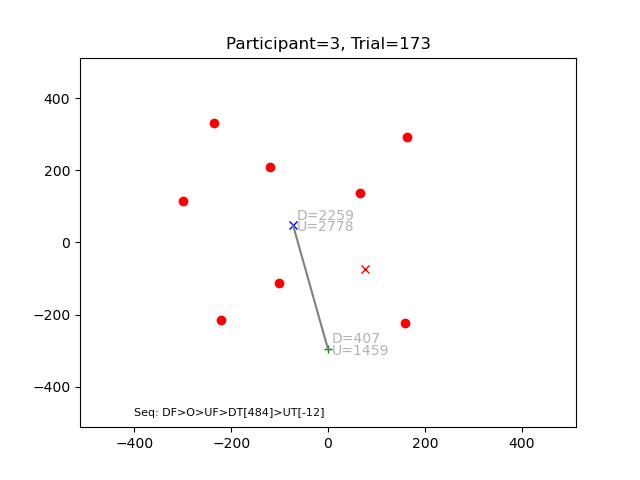 Participant=3, Trial=173
400
200
0
−200
−400
D=2259
U=2778
D=407
U=1459
Seq: DF>O>UF>DT[484]>UT[-12]
−400 −200 0 200 400